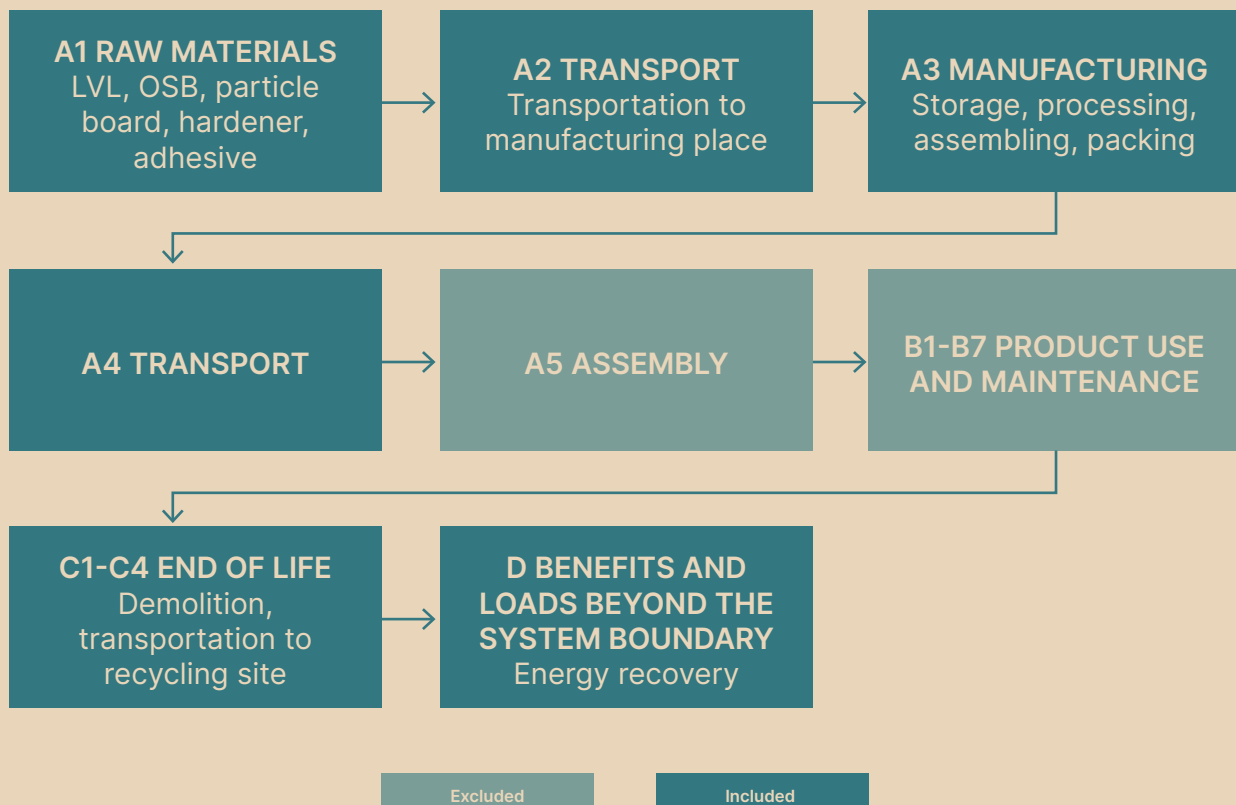 A1 RAW MATERIALS
LVL, OSB, particle
board, hardener,
adhesive
A2 TRANSPORT
Transportation to
manufacturing place
A3 MANUFACTURING
Storage, processing,
assembling, packing
A4 TRANSPORT
A5 ASSEMBLY
B1-B7 PRODUCT USE
AND MAINTENANCE
C1-C4 END OF LIFE
Demolition,
transportation to
recycling site
D BENEFITS AND
LOADS BEYOND THE
SYSTEM BOUNDARY
Energy recovery
Excluded
Included